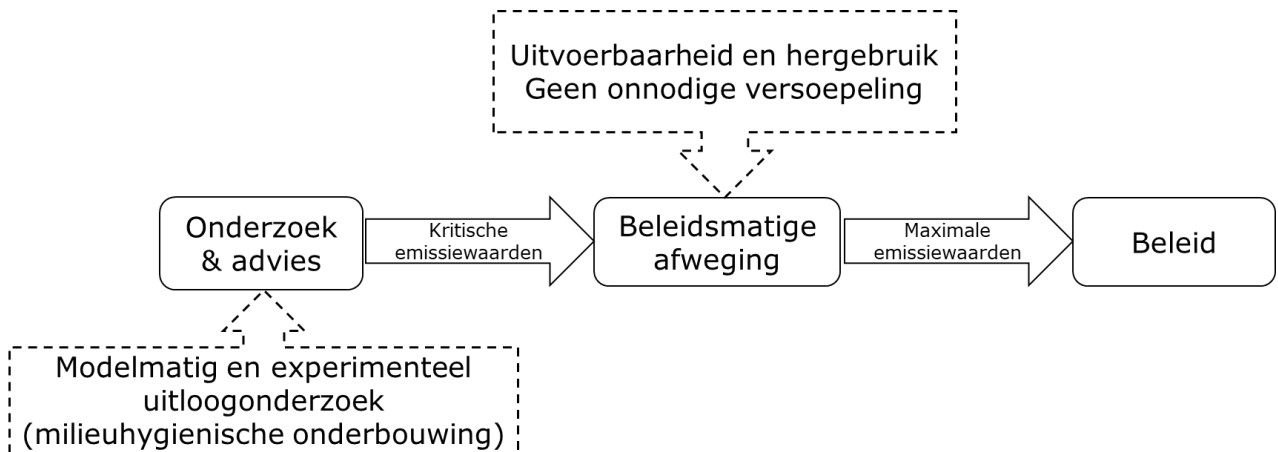 Uitvoerbaarheid en hergebruik
Geen onnodige versoepeling
Onderzoek
& advies
Kritische
emissiewaarden
Beleidsmatige
afweging
Maximale
emissiewaarden
Beleid
Modelmatig en experimenteel
uitloogonderzoek
(milieuhygienische onderbouwing)